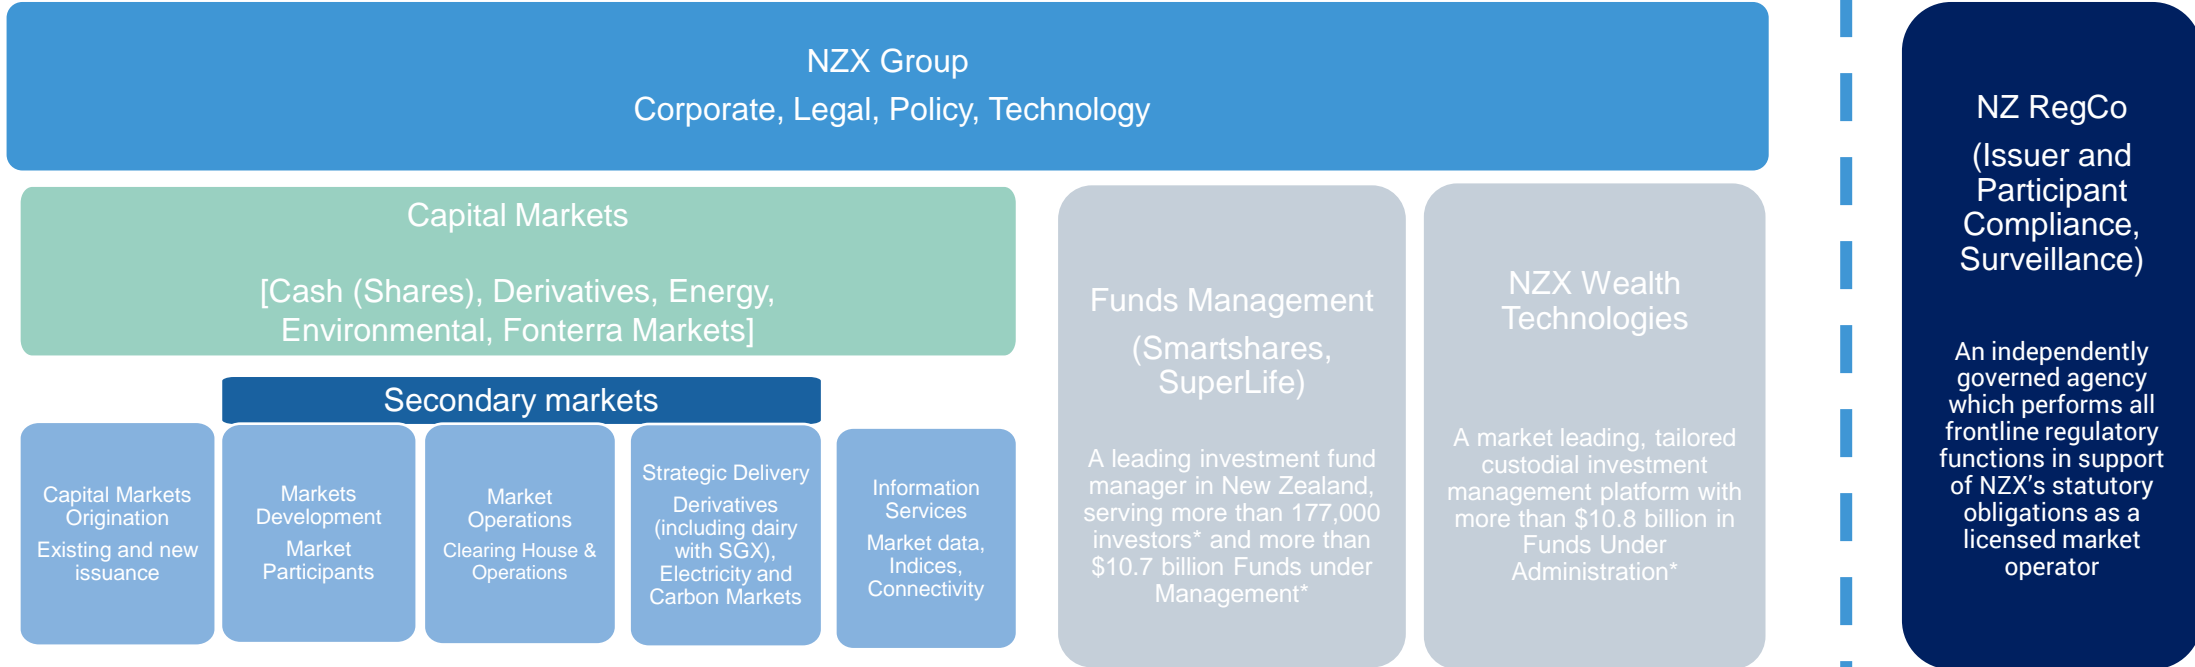 NZX Group
Corporate, Legal, Policy, Technology
Capital Markets
[Cash (Shares), Derivatives, Energy,
Environmental, Fonterra Markets]
Secondary markets
Capital Markets
Origination
Existing and new
issuance
Markets
Development
Market
Participants
Market
Operations
Clearing House &
Operations
Strategic Delivery
Derivatives
(including dairy
with SGX),
Electricity and
Carbon Markets
Information
Services
Market data,
Indices,
Connectivity
Funds Management
(Smartshares,
SuperLife)
A leading investment fund
manager in New Zealand,
serving more than 177,000
investors* and more than
$10.7 billion Funds under
Management*
NZX Wealth
Technologies
A market leading, tailored
custodial investment
management platform with
more than $10.8 billion in
Funds Under
Administration*
NZ RegCo
(Issuer and
Participant
Compliance,
Surveillance)
An independently
governed agency
which performs all
frontline regulatory
functions in support
of NZX’s statutory
obligations as a
licensed market
operator